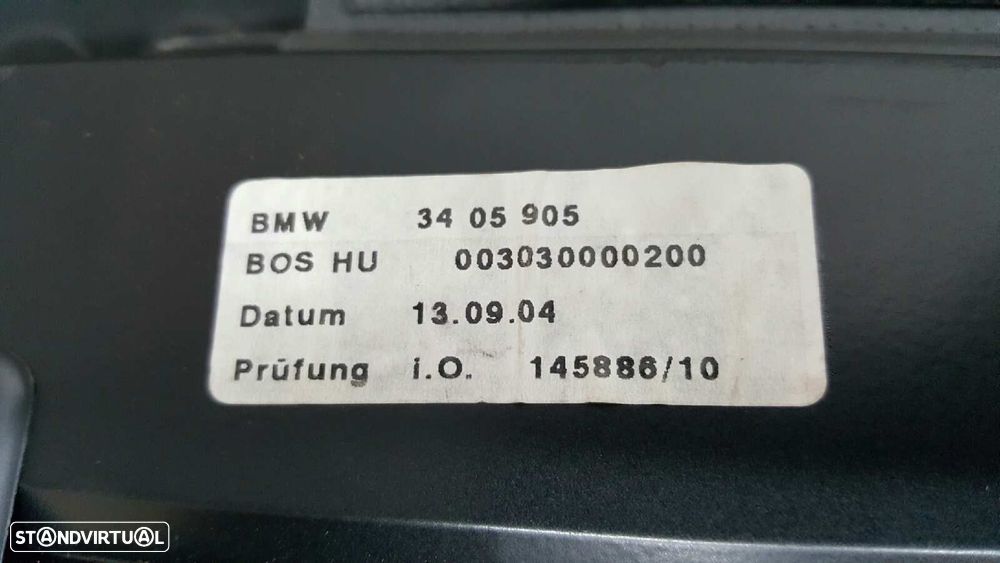 BMW 34 05 905
BOS HU 003030000200
Datum 13.09.04
Prüfung i.O. 145886/10
STANDVIRTUAL